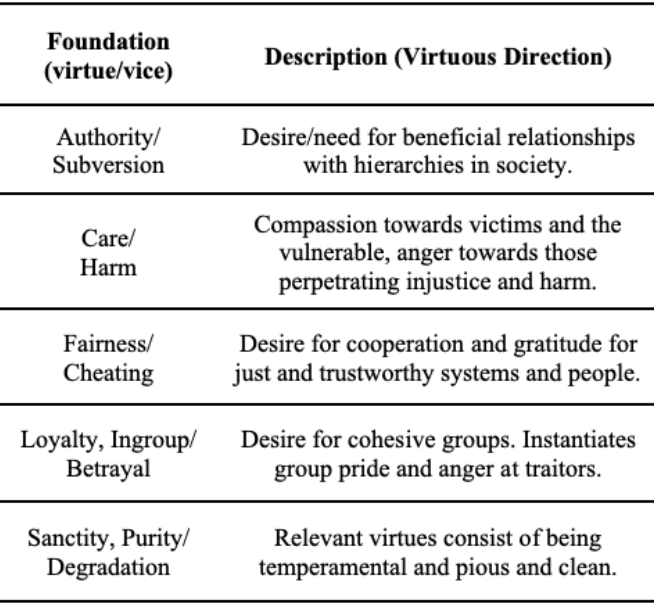 Foundation
(virtue/vice)
Description (Virtuous Direction)
Authority/
Subversion
Desire/need for beneficial relationships
with hierarchies in society.
Care/
Harm
Compassion towards victims and the
vulnerable, anger towards those
perpetrating injustice and harm.
Fairness/
Cheating
Desire for cooperation and gratitude for
just and trustworthy systems and people.
Loyalty, Ingroup/
Betrayal
Desire for cohesive groups. Instantiates
group pride and anger at traitors.
Sanctity, Purity/
Degradation
Relevant virtues consist of being
temperamental and pious and clean.